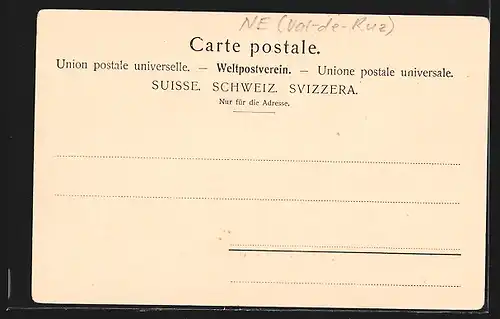 NE (Val-de-Ruz)
Carte postale.
Union postale universelle. — Weltpostverein. — Unione postale universale.
SUISSE. SCHWEIZ. SVIZZERA.
Nur für die Adresse.